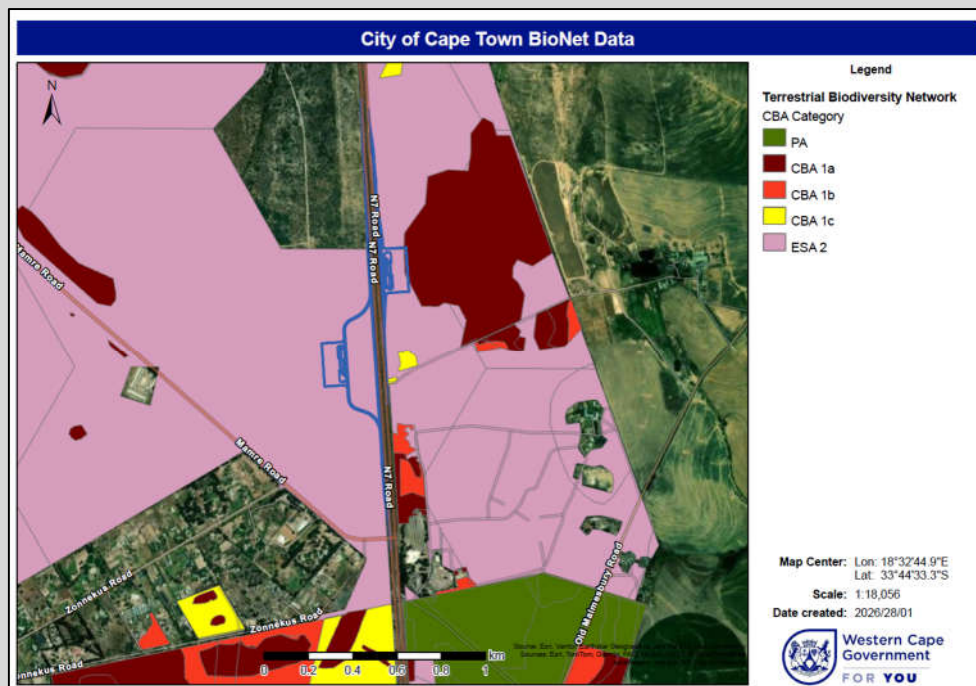 City of Cape Town BioNet Data
N
Legend
Terrestrial Biodiversity Network
CBA Category
PA
CBA 1a
CBA 1b
CBA 1c
ESA 2
N7 Road
N7 Road
Mamre Road
Mamre Road
N7 Road
Zonnekus Road
Zonnekus Road
onnekus Road
Old Malmesbury Road
km
0 0.2 0.4 0.6 0.8 1
Map Center: Lon: 18°32'44.9"E
Lat: 33°44'33.3"S
Scale: 1:18,056
Date created: 2026/28/01
Western Cape
Government
FOR YOU